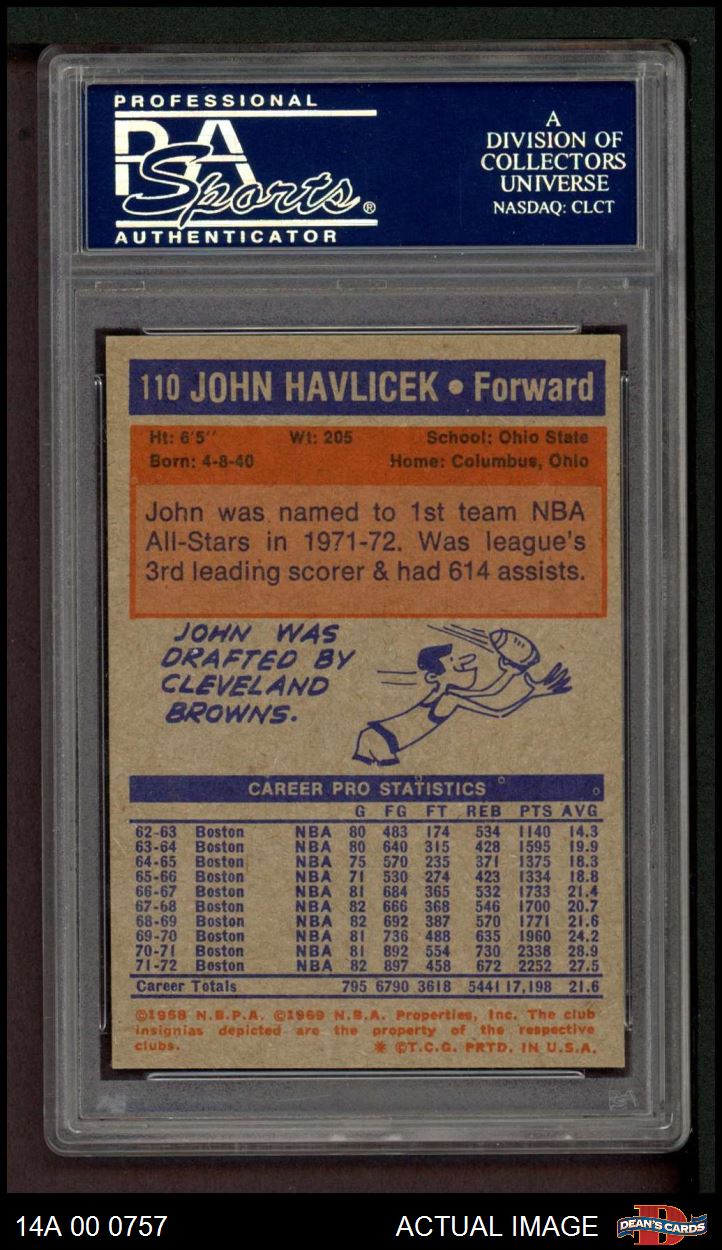 PROFESSIONAL
PSA
Sports®
AUTHENTICATOR
A
DIVISION OF
COLLECTORS
UNIVERSE
NASDAQ: CLCT
110 JOHN HAVLICEK • Forward
Ht: 6'5'' Wt: 205 School: Ohio State
Born: 4-8-40 Home: Columbus, Ohio
John was named to 1st team NBA
All-Stars in 1971-72. Was league's
3rd leading scorer & had 614 assists.
JOHN WAS
DRAFTED BY
CLEVELAND
BROWNS.
CAREER PRO STATISTICS
G FG FT REB PTS AVG
62-63 Boston NBA 80 483 174 534 1140 14.3
63-64 Boston NBA 80 640 315 428 1595 19.9
64-65 Boston NBA 75 570 235 371 1375 18.3
65-66 Boston NBA 71 530 274 423 1334 18.8
66-67 Boston NBA 81 684 365 532 1733 21.4
67-68 Boston NBA 82 666 368 546 1700 20.7
68-69 Boston NBA 82 692 387 570 1771 21.6
69-70 Boston NBA 81 736 488 635 1960 24.2
70-71 Boston NBA 81 892 554 730 2338 28.9
71-72 Boston NBA 82 897 458 672 2252 27.5
Career Totals 795 6790 3618 5441 17,198 21.6
©1968 N.B.P.A. ©1969 N.B.A. Properties, Inc. The club
insignias depicted are the property of the respective
clubs. * ©T.C.G. PRTD. IN U.S.A.
14A 00 0757 ACTUAL IMAGE DEAN'S CARDS